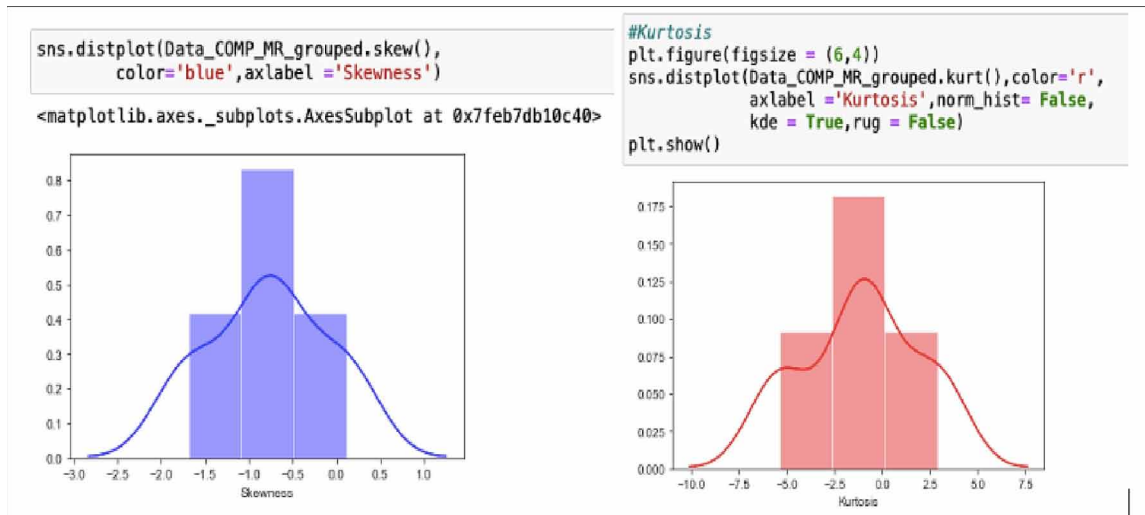 sns.distplot(Data_COMP_MR_grouped.skew(),
color='blue',axlabel ='Skewness')
<matplotlib.axes._subplots.AxesSubplot at 0x7feb7db10c40>
0.8
0.7
0.6
0.5
0.4
0.3
0.2
0.1
0.0
-3.0 -2.5 -2.0 -1.5 -1.0 -0.5 0.0 0.5 1.0
Skewness
#Kurtosis
plt.figure(figsize = (6,4))
sns.distplot(Data_COMP_MR_grouped.kurt(),color='r',
axlabel ='Kurtosis',norm_hist= False,
kde = True,rug = False)
plt.show()
0.175
0.150
0.125
0.100
0.075
0.050
0.025
0.000
-10.0 -7.5 -5.0 -2.5 0.0 2.5 5.0 7.5
Kurtosis